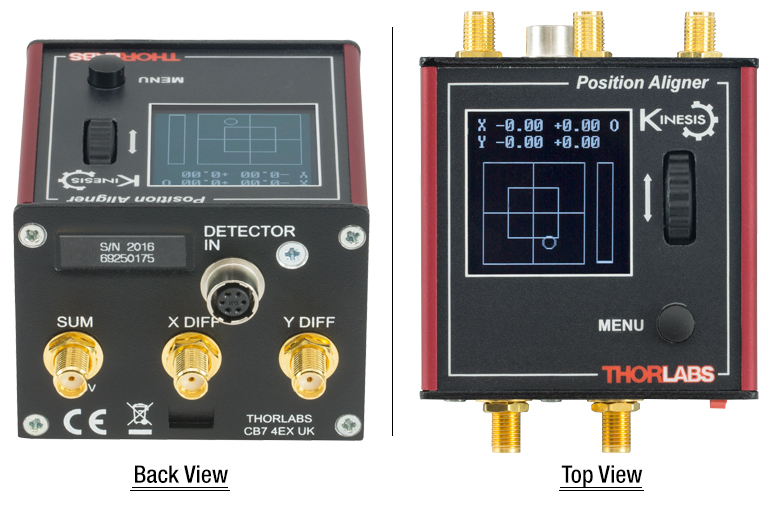 THORLABS
MENU
KINESIS
Position Aligner
S/N 2016
69250175
DETECTOR
IN
SUM
X DIFF
Y DIFF
V
CE
THORLABS
CB7 4EX UK
Back View
Position Aligner
X -0.00 +0.00 O
Y -0.00 +0.00
KINESIS
MENU
THORLABS
Top View